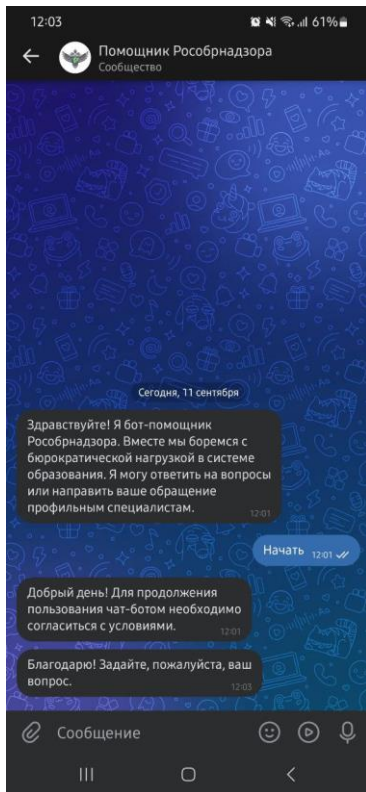 12:03
61%
Помощник Рособрнадзора
Сообщество
Сегодня, 11 сентября
Здравствуйте! Я бот-помощник
Рособрнадзора. Вместе мы боремся с
бюрократической нагрузкой в системе
образования. Я могу ответить на вопросы
или направить ваше обращение
профильным специалистам.
12:01
Начать 12:01
Добрый день! Для продолжения
пользования чат-ботом необходимо
согласиться с условиями.
12:01
Благодарю! Задайте, пожалуйста, ваш
вопрос.
12:03
Сообщение